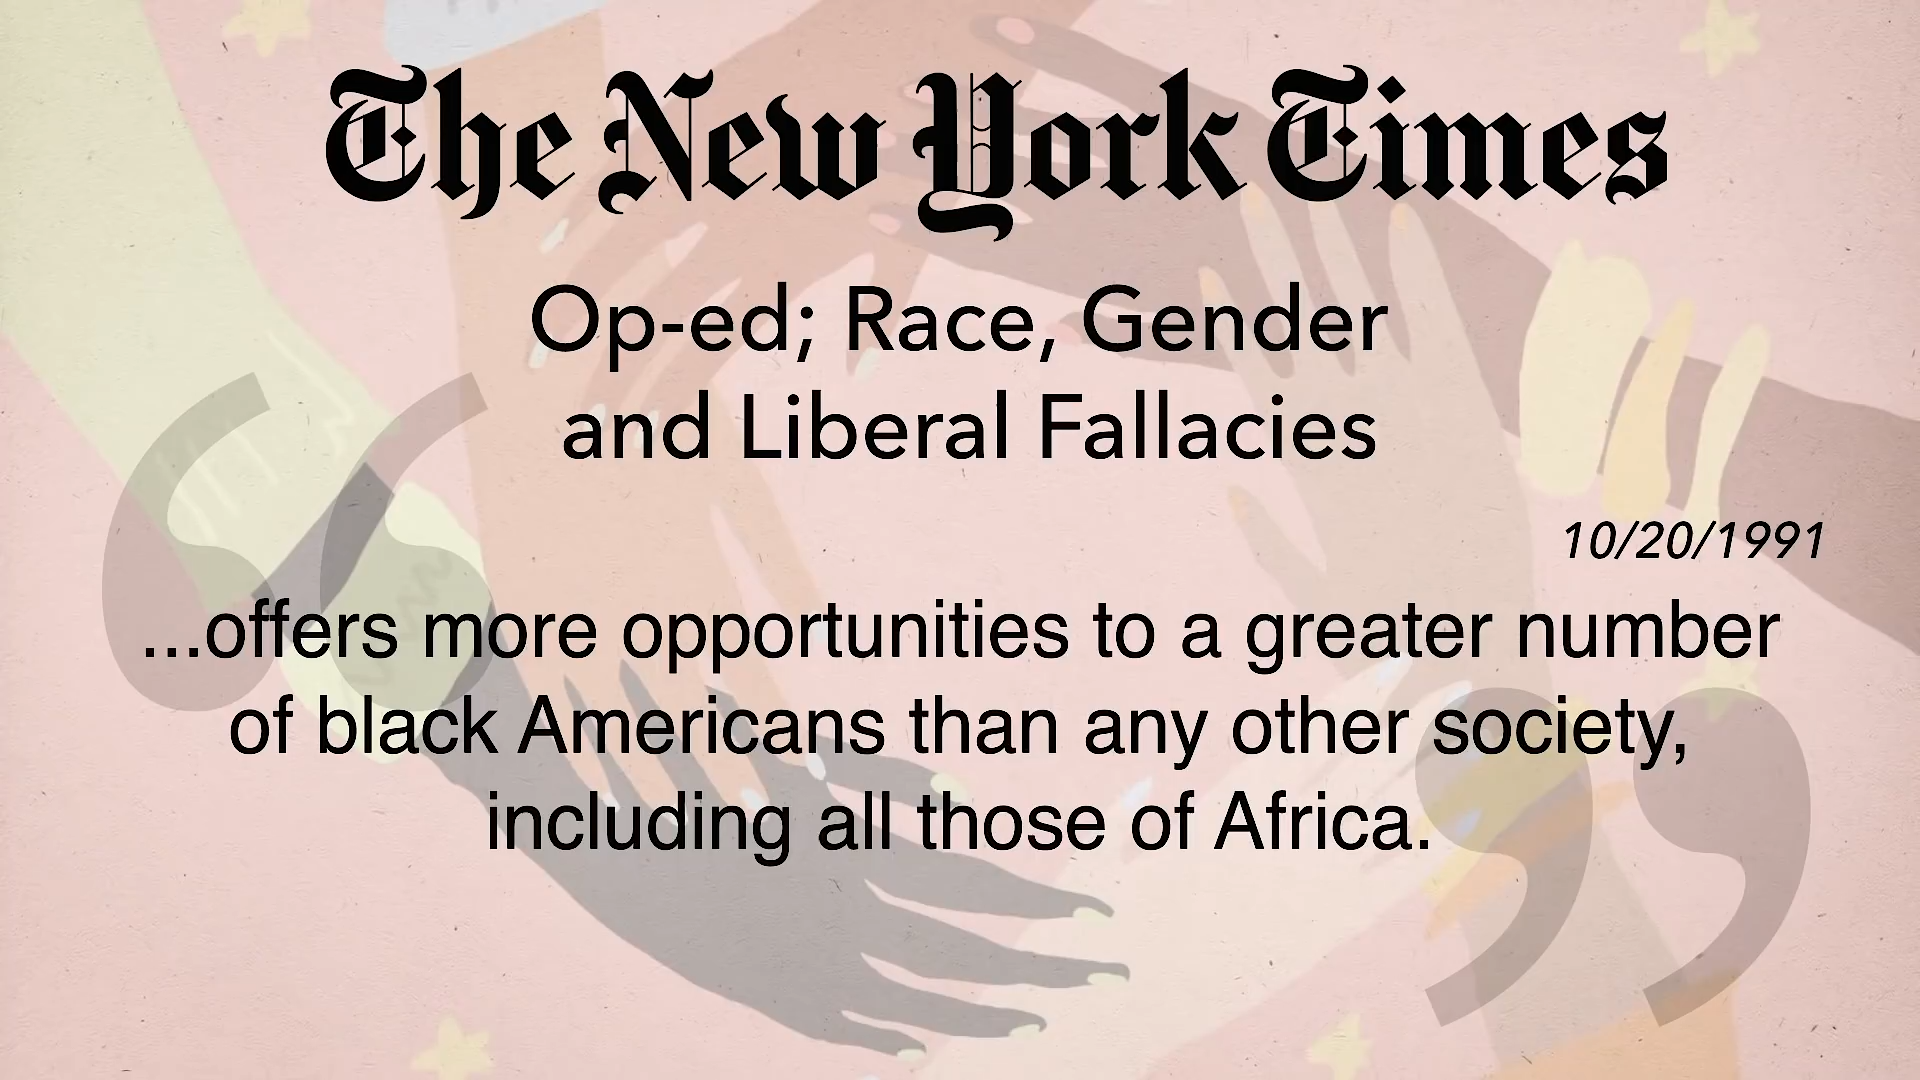 The New York Times
Op-ed; Race, Gender
and Liberal Fallacies
10/20/1991
...offers more opportunities to a greater number
of black Americans than any other society,
including all those of Africa.